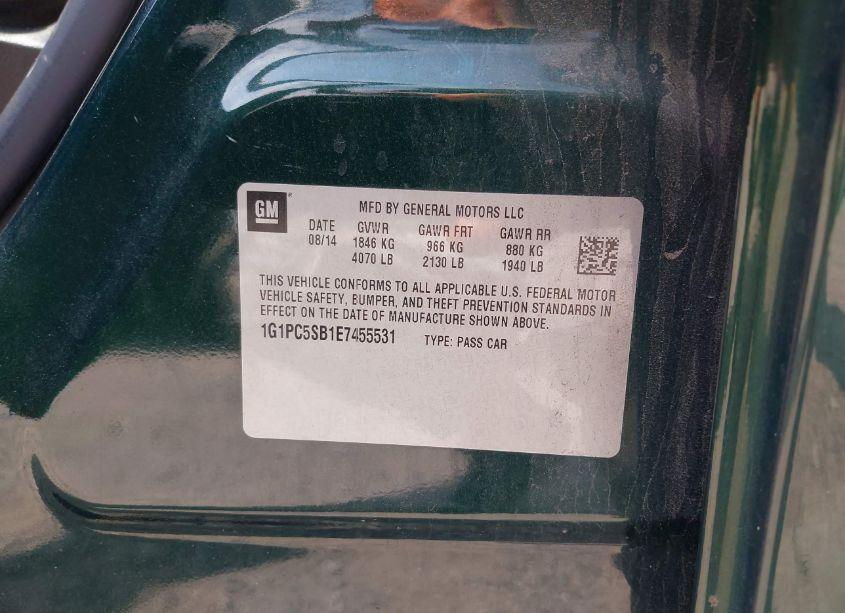 GM ®
MFD BY GENERAL MOTORS LLC
DATE GVWR GAWR FRT GAWR RR
08/14 1846 KG 966 KG 880 KG
4070 LB 2130 LB 1940 LB
THIS VEHICLE CONFORMS TO ALL APPLICABLE U.S. FEDERAL MOTOR
VEHICLE SAFETY, BUMPER, AND THEFT PREVENTION STANDARDS IN
EFFECT ON THE DATE OF MANUFACTURE SHOWN ABOVE.
1G1PC5SB1E7455531 TYPE: PASS CAR